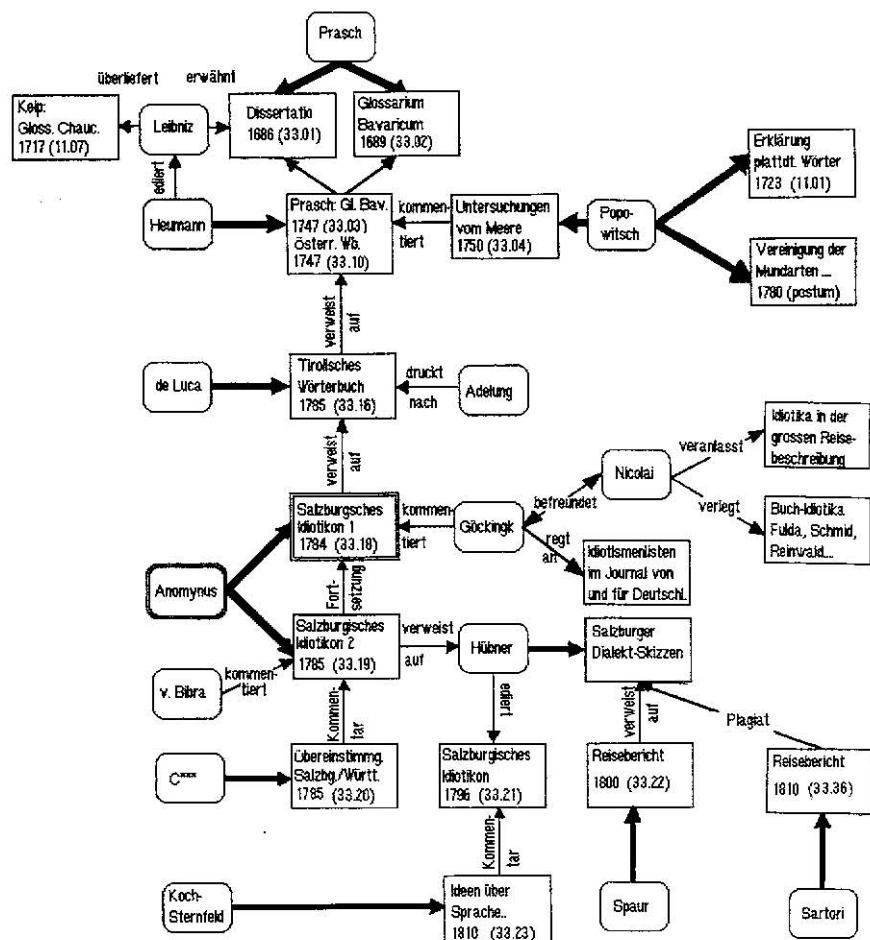 Prasch
überliefert erwähnt
Kelp:
Gloss. Chauc.
1717 (11.07)
Leibniz
Dissertatio
1686 (33.01)
Glossarium
Bavaricum
1689 (33.02)
Erklärung
plattdt. Wörter
1723 (11.01)
ediert
Heumann
Prasch: Gl. Bav.
1747 (33.03)
Österr. Wb.
1747 (33.10)
kommen-
tiert
Untersuchungen
vom Meere
1750 (33.04)
Popo-
witsch
Vereinigung der
Mundarten ...
1780 (postum)
verweist
auf
de Luca
Tirolisches
Wörterbuch
1785 (33.16)
druckt
nach
Adelung
verweist
auf
Idiotika in der
grossen Reise-
beschreibung
veranlasst
Nicolai
befreundet
verlegt
Salzburgsches
Idiotikon 1
1784 (33.18)
kommen-
tiert
Göckingk
Buch-Idiotika
Fulda, Schmid,
Reinwald...
regt
an
Idiotismenlisten
im Journal von
und für Deutschl.
Anomynus
Fort-
setzung
Salzburgisches
Idiotikon 2
1785 (33.19)
verweist
auf
Hübner
Salzburger
Dialekt-Skizzen
v. Bibra
kommen-
tiert
Kommen-
tar
ediert
verweist
auf
Plagiat
C***
Übereinstimmg.
Salzbg./Württ.
1785 (33.20)
Salzburgisches
Idiotikon
1796 (33.21)
Reisebericht
1800 (33.22)
Reisebericht
1810 (33.36)
Kommen-
tar
Koch-
Sternfeld
Ideen über
Sprache..
1810 (33.23)
Spaur
Sartori